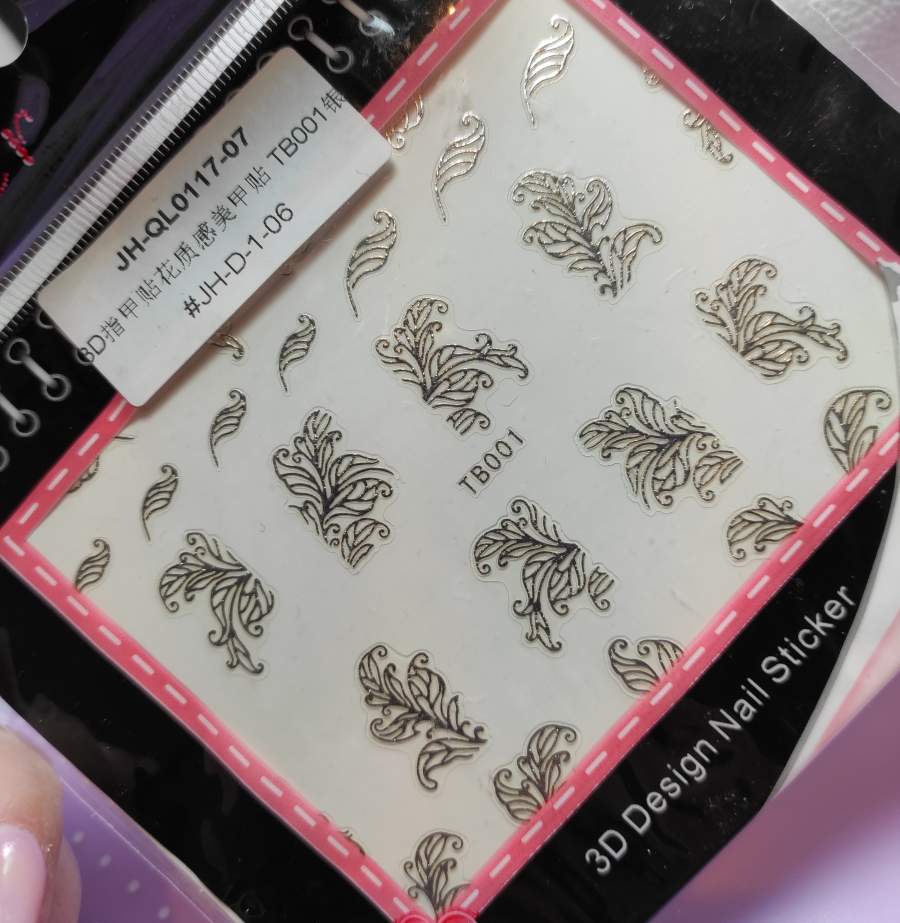 JH-QL0117-07
3D指甲贴花质感美甲贴 TB001银
#JH-D-1-06
TB001
3D Design Nail Sticker